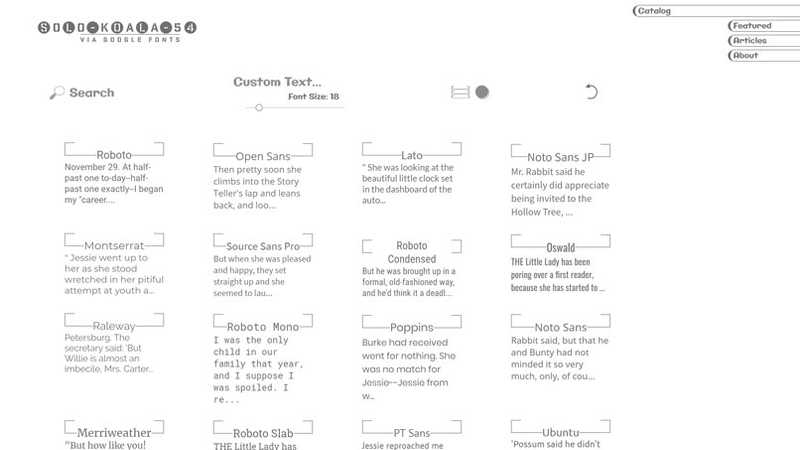 SOLO-KOALA-54
VIA GOOGLE FONTS
Catalog
Featured
Articles
About
Search
Custom Text...
Font Size: 18
Roboto
November 29. At half-
past one to-day--half-
past one exactly--I began
my "career....
Open Sans
Then pretty soon she
climbs into the Story
Teller's lap and leans
back, and loo...
Lato
" She was looking at the
beautiful little clock set
in the dashboard of the
auto...
Noto Sans JP
Mr. Rabbit said he
certainly did appreciate
being invited to the
Hollow Tree, ...
Montserrat
" Jessie went up to
her as she stood
wretched in her pitiful
attempt at youth a...
Source Sans Pro
But when she was pleased
and happy, they set
straight up and she
seemed to lau...
Roboto
Condensed
But he was brought up in a
formal, old-fashioned way,
and he'd think it a deadl...
Oswald
THE Little Lady has been
poring over a first reader,
because she has started to ...
Raleway
Petersburg. The
secretary said: 'But
Willie is almost an
imbecile, Mrs. Carter...
Roboto Mono
I was the only
child in our
family that year,
and I suppose I
was spoiled. I
re...
Poppins
Burke had received
went for nothing. She
was no match for
Jessie--Jessie from
w...
Noto Sans
Rabbit said, but that he
and Bunty had not
minded it so very
much, only, of cou...
Merriweather
"But how like you!
Roboto Slab
THE Little Lady has
PT Sans
Jessie reproached me
Ubuntu
'Possum said he didn't